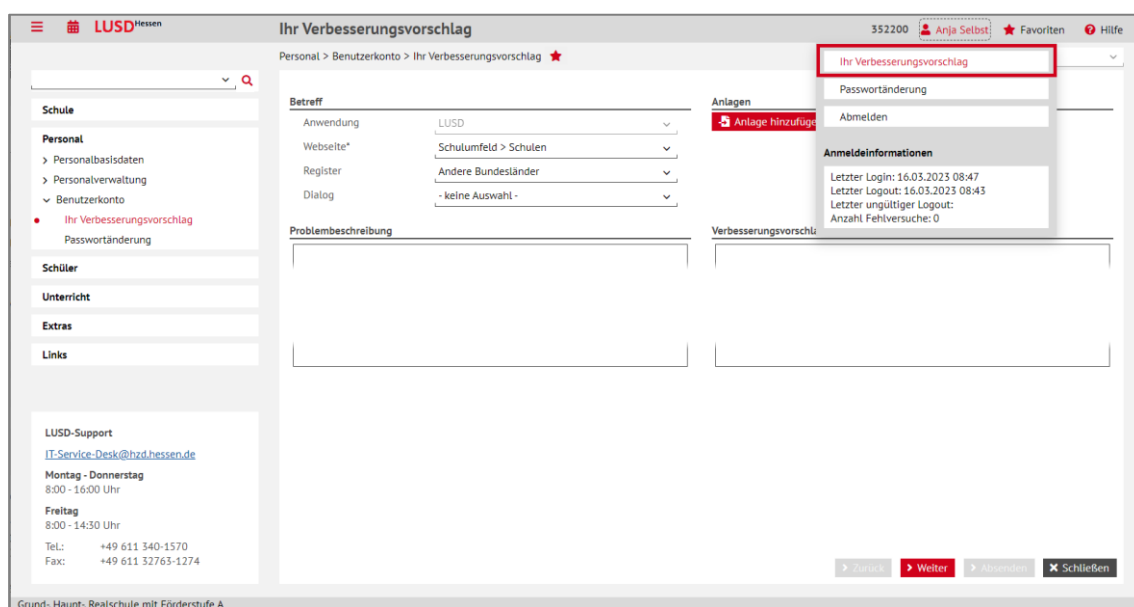 LUSD Hessen
Ihr Verbesserungsvorschlag
352200 Anja Selbst Favoriten Hilfe
Personal > Benutzerkonto > Ihr Verbesserungsvorschlag
Schule
Personal
> Personalbasisdaten
> Personalverwaltung
Benutzerkonto
Ihr Verbesserungsvorschlag
Passwortänderung
Schüler
Unterricht
Extras
Links
LUSD-Support
IT-Service-Desk@hzd.hessen.de
Montag - Donnerstag
8:00 - 16:00 Uhr
Freitag
8:00 - 14:30 Uhr
Tel.: +49 611 340-1570
Fax: +49 611 32763-1274
Betreff
Anwendung LUSD
Webseite* Schulumfeld > Schulen
Register Andere Bundesländer
Dialog - keine Auswahl -
Problembeschreibung
Anlagen
Anlage hinzufüge
Verbesserungsvorschla
Ihr Verbesserungsvorschlag
Passwortänderung
Abmelden
Anmeldeinformationen
Letzter Login: 16.03.2023 08:47
Letzter Logout: 16.03.2023 08:43
Letzter ungültiger Logout:
Anzahl Fehlversuche: 0
> Zurück > Weiter > Absenden Schließen
Grund- Haupt- Realschule mit Förderstufe A